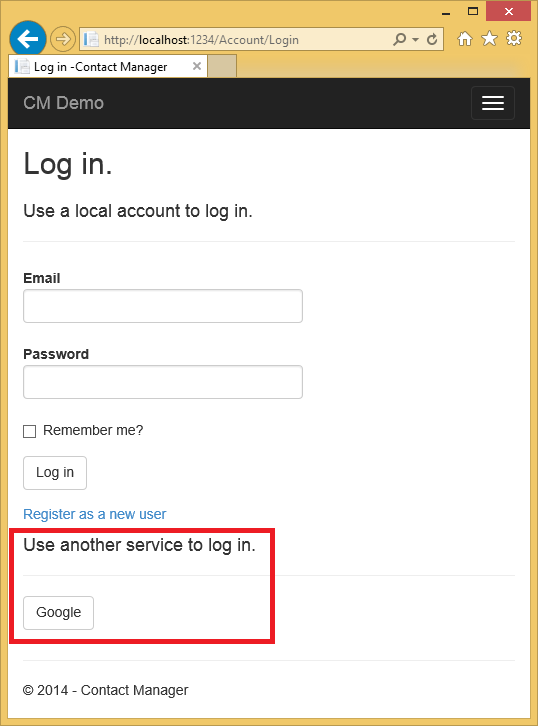 http://localhost:1234/Account/Login
Log in -Contact Manager
CM Demo
Log in.
Use a local account to log in.
Email
Password
Remember me?
Log in
Register as a new user
Use another service to log in.
Google
© 2014 - Contact Manager